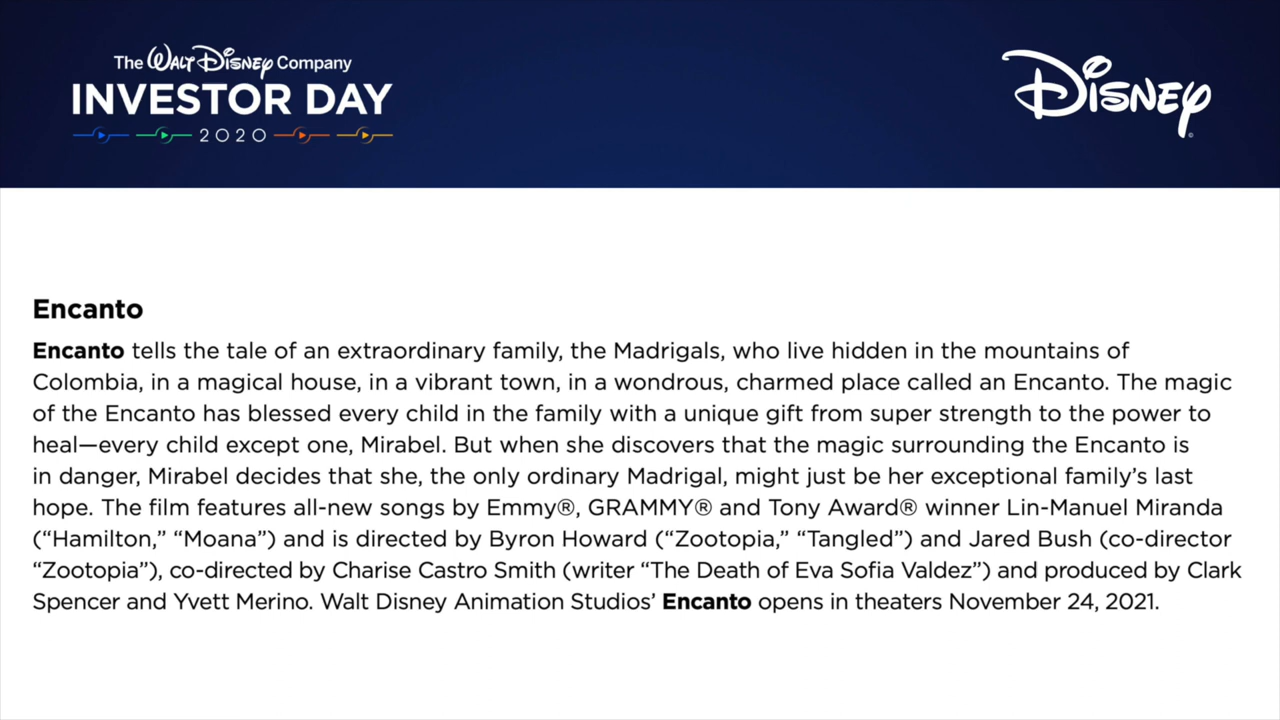 The WALT DISNEY Company
INVESTOR DAY
2020
DISNEY
Encanto
Encanto tells the tale of an extraordinary family, the Madrigals, who live hidden in the mountains of
Colombia, in a magical house, in a vibrant town, in a wondrous, charmed place called an Encanto. The magic
of the Encanto has blessed every child in the family with a unique gift from super strength to the power to
heal—every child except one, Mirabel. But when she discovers that the magic surrounding the Encanto is
in danger, Mirabel decides that she, the only ordinary Madrigal, might just be her exceptional family’s last
hope. The film features all-new songs by Emmy®, GRAMMY® and Tony Award® winner Lin-Manuel Miranda
(“Hamilton,” “Moana”) and is directed by Byron Howard (“Zootopia,” “Tangled”) and Jared Bush (co-director
“Zootopia”), co-directed by Charise Castro Smith (writer “The Death of Eva Sofia Valdez”) and produced by Clark
Spencer and Yvett Merino. Walt Disney Animation Studios’ Encanto opens in theaters November 24, 2021.